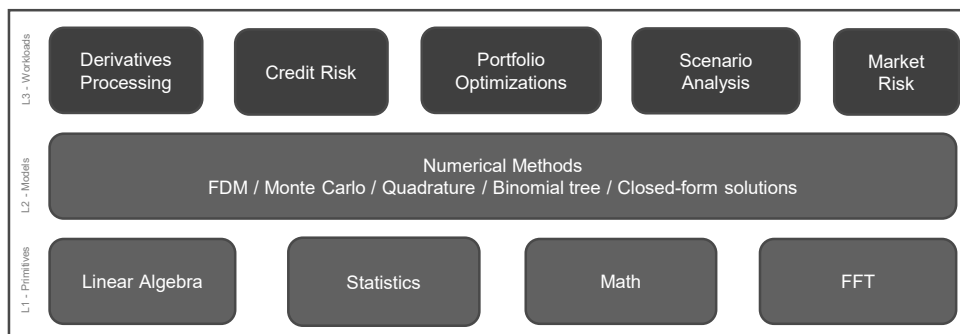 L3 - Workloads
Derivatives
Processing
Credit Risk
Portfolio
Optimizations
Scenario
Analysis
Market
Risk
L2 - Models
Numerical Methods
FDM / Monte Carlo / Quadrature / Binomial tree / Closed-form solutions
L1 - Primitives
Linear Algebra
Statistics
Math
FFT